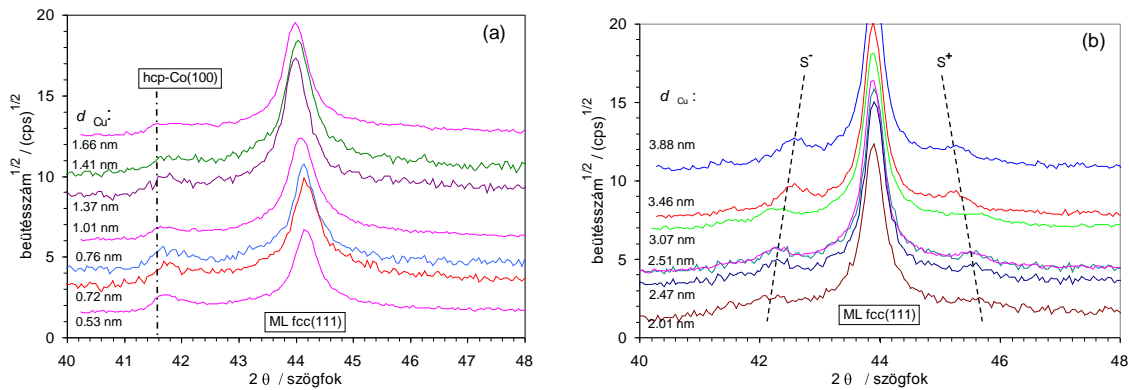 (a)
hcp-Co(100)
d Cu:
1.66 nm
1.41 nm
1.37 nm
1.01 nm
0.76 nm
0.72 nm
0.53 nm
ML fcc(111)
beütésszám1/2 / (cps)1/2
20
15
10
5
0
40 41 42 43 44 45 46 47 48
2 θ / szögfok
(b)
S-
S+
d Cu :
3.88 nm
3.46 nm
3.07 nm
2.51 nm
2.47 nm
2.01 nm
ML fcc(111)
beütésszám1/2 / (cps)1/2
20
15
10
5
0
40 42 44 46 48
2 θ / szögfok